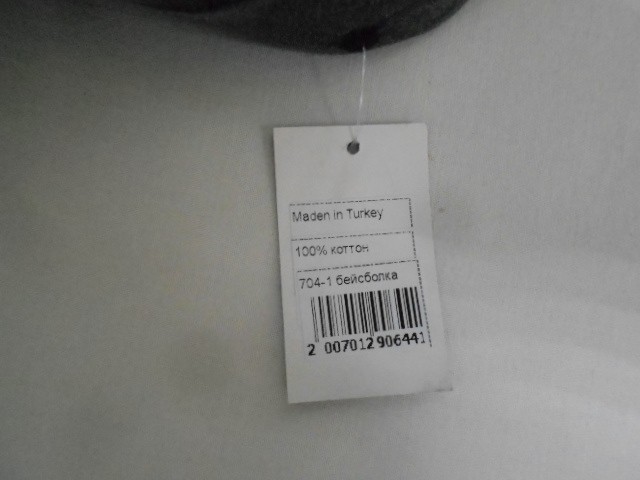 Maden in Turkey
100% коттон
704-1 бейсболка
2 007012 906441